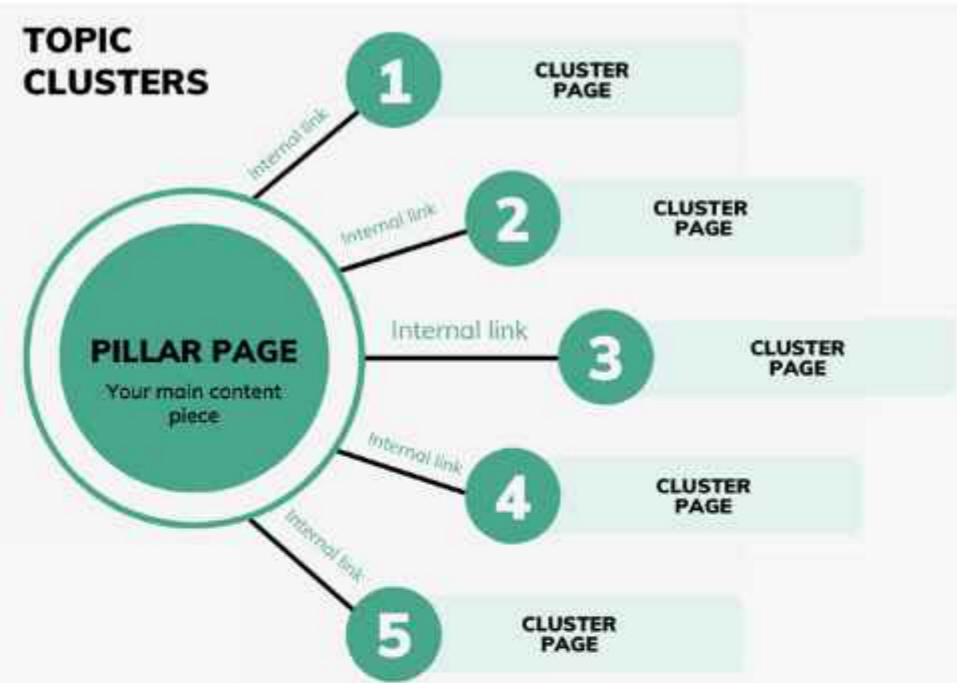 TOPIC
CLUSTERS
1
CLUSTER
PAGE
Internal link
2
CLUSTER
PAGE
Internal link
3
CLUSTER
PAGE
Internal link
PILLAR PAGE
Your main content
piece
4
CLUSTER
PAGE
Internal link
5
CLUSTER
PAGE
Internal link